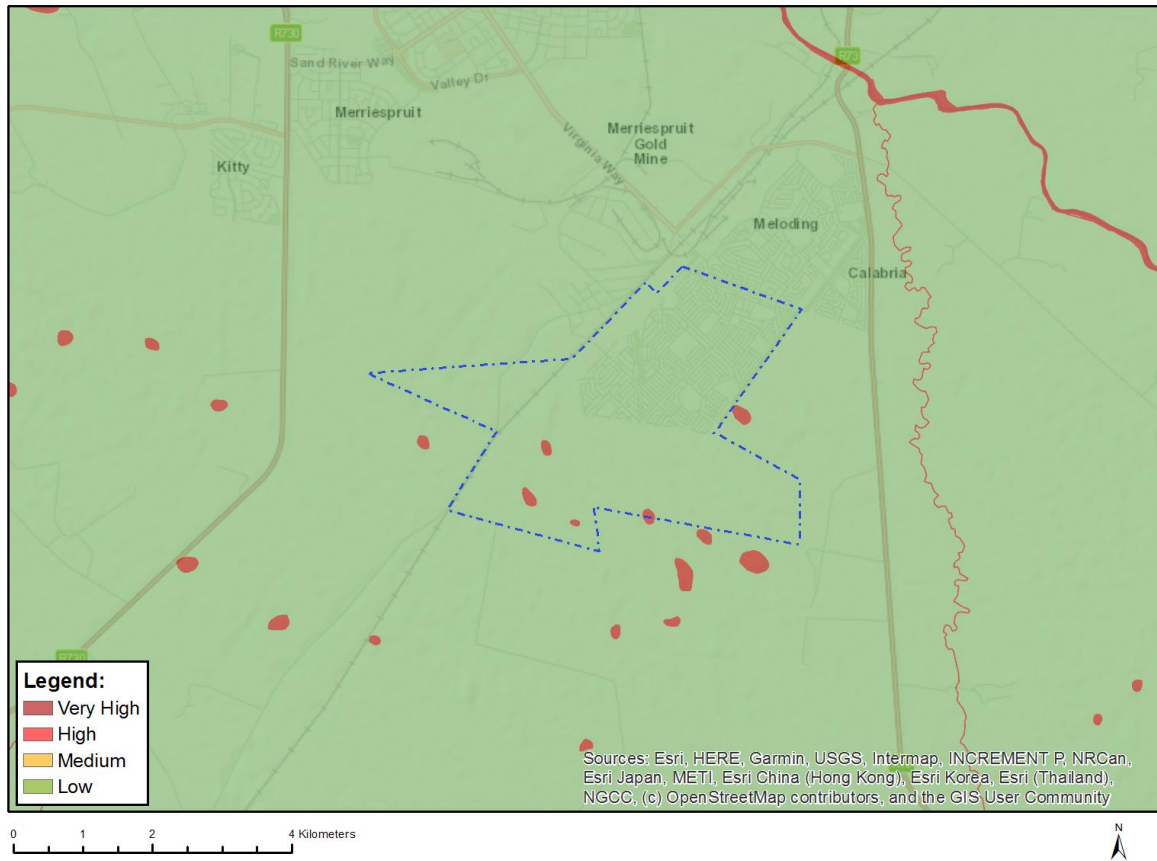 R730
R73
Sand River Way
Valley Dr
Merriespruit
Merriespruit
Gold
Mine
Virginia Way
Kitty
Meloding
Calabria
R730
Legend:
Very High
High
Medium
Low
Sources: Esri, HERE, Garmin, USGS, Intermap, INCREMENT P, NRCan,
Esri Japan, METI, Esri China (Hong Kong), Esri Korea, Esri (Thailand),
NGCC, (c) OpenStreetMap contributors, and the GIS User Community
0 1 2 4 Kilometers
N